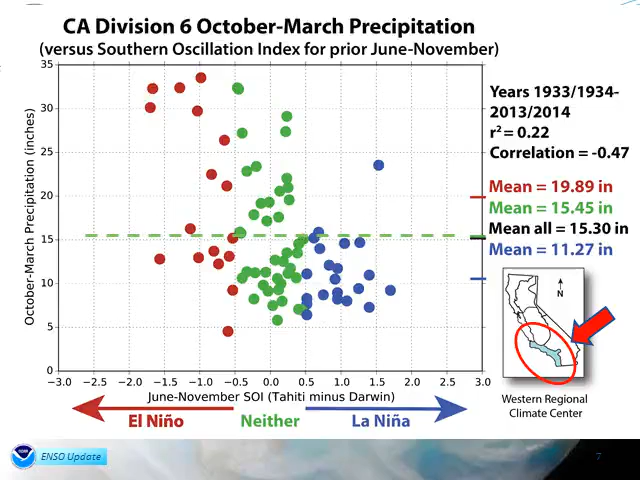 CA Division 6 October-March Precipitation
(versus Southern Oscillation Index for prior June-November)
35
30
25
20
15
10
5
0
October-March Precipitation (inches)
−3.0 −2.5 −2.0 −1.5 −1.0 −0.5 0.0 0.5 1.0 1.5 2.0 2.5 3.0
June-November SOI (Tahiti minus Darwin)
El Niño Neither La Niña
Years 1933/1934-
2013/2014
r² = 0.22
Correlation = -0.47
Mean = 19.89 in
Mean = 15.45 in
Mean all = 15.30 in
Mean = 11.27 in
N
Western Regional
Climate Center
ENSO Update
7